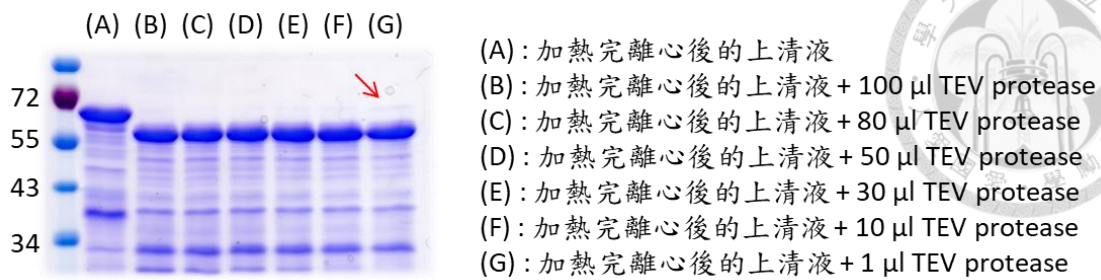 (A) (B) (C) (D) (E) (F) (G)
72
55
43
34
(A) : 加熱完離心後的上清液
(B) : 加熱完離心後的上清液 + 100 μl TEV protease
(C) : 加熱完離心後的上清液 + 80 μl TEV protease
(D) : 加熱完離心後的上清液 + 50 μl TEV protease
(E) : 加熱完離心後的上清液 + 30 μl TEV protease
(F) : 加熱完離心後的上清液 + 10 μl TEV protease
(G) : 加熱完離心後的上清液 + 1 μl TEV protease